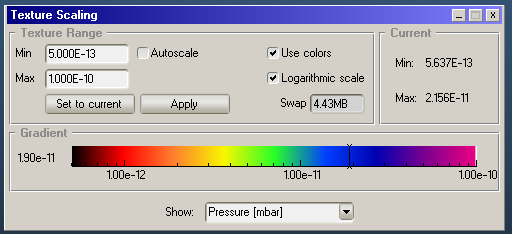 Texture Scaling
Texture Range
Current
Min 5.000E-13 Autoscale Use colors Min: 5.637E-13
Max 1.000E-10 Logarithmic scale Max: 2.156E-11
Set to current Apply Swap 4.43MB
Gradient
1.90e-11
1.00e-12 1.00e-11 1.00e-10
Show: Pressure [mbar]